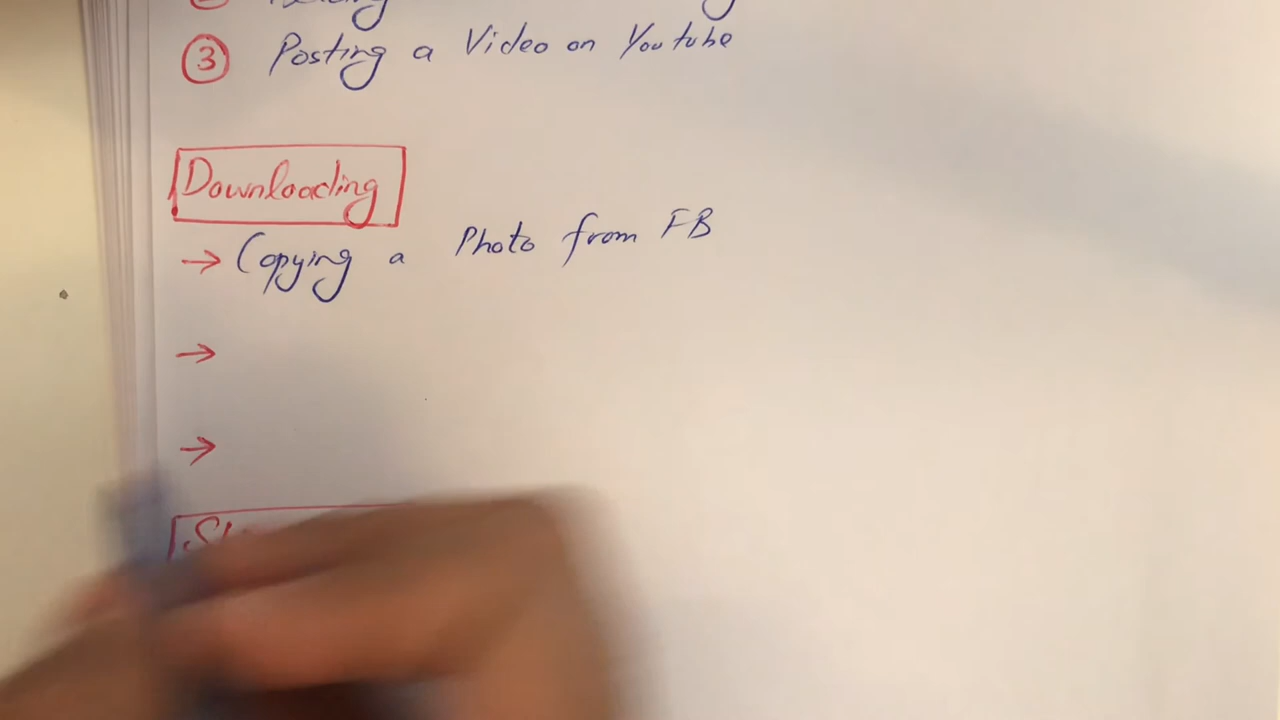 ③ Posting a Video on Youtube
Downloading
→ Copying a Photo from FB
→
→